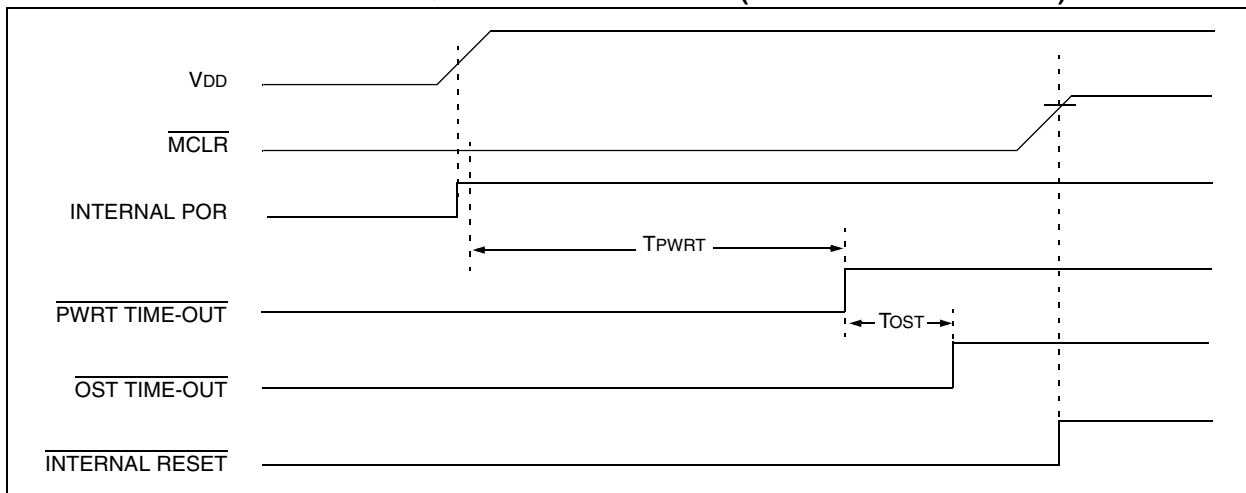 VDD
MCLR
INTERNAL POR
TPWRT
PWRT TIME-OUT
TOST
OST TIME-OUT
INTERNAL RESET